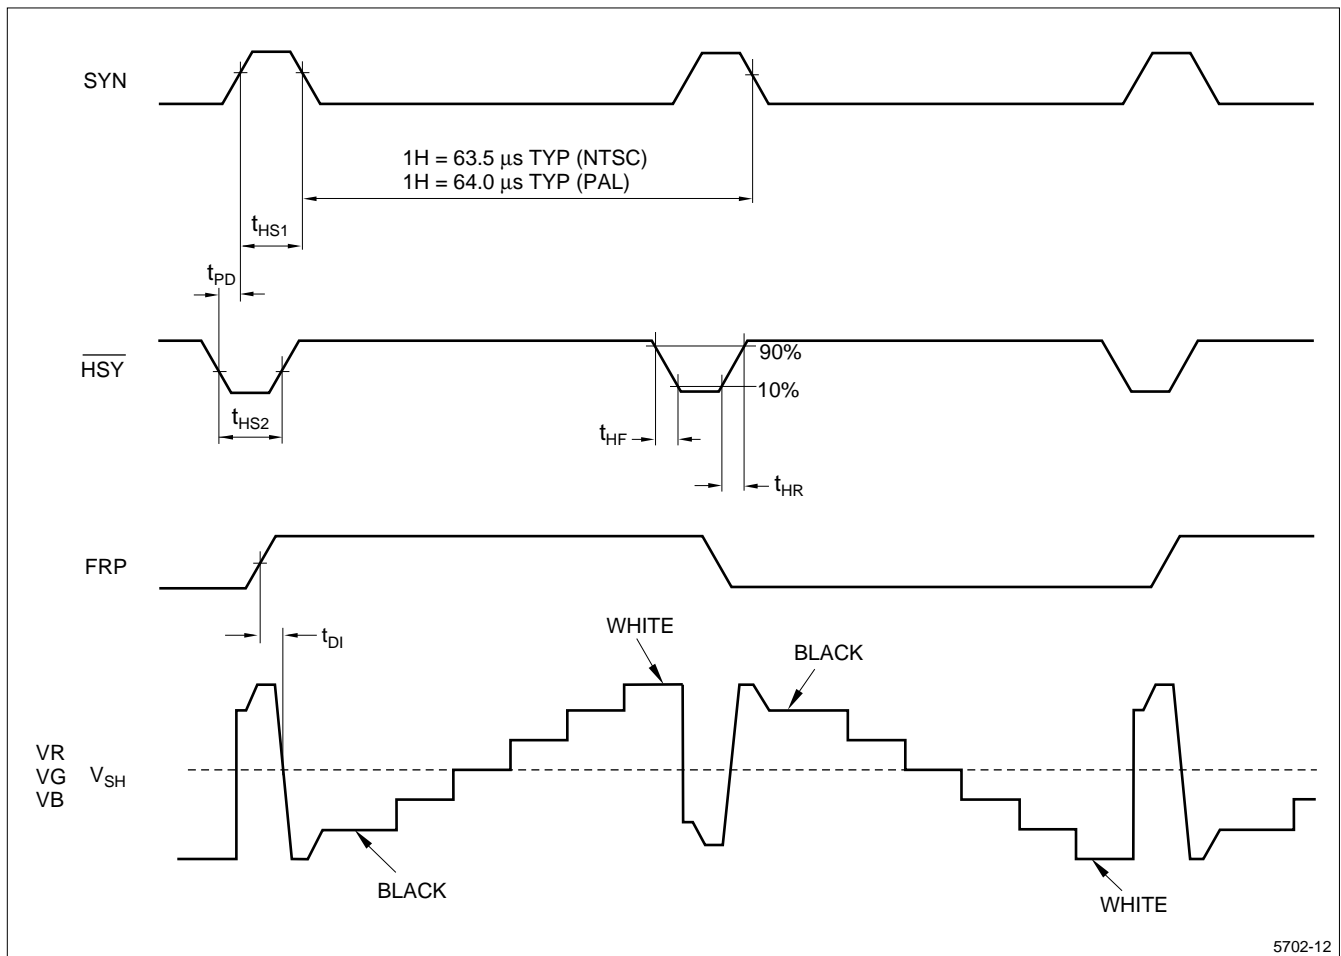 SYN
1H = 63.5 µs TYP (NTSC)
1H = 64.0 µs TYP (PAL)
tHS1
tPD
HSY
90%
10%
tHS2
tHF
tHR
FRP
tDI
WHITE
BLACK
VR
VG VSH
VB
BLACK
WHITE
5702-12